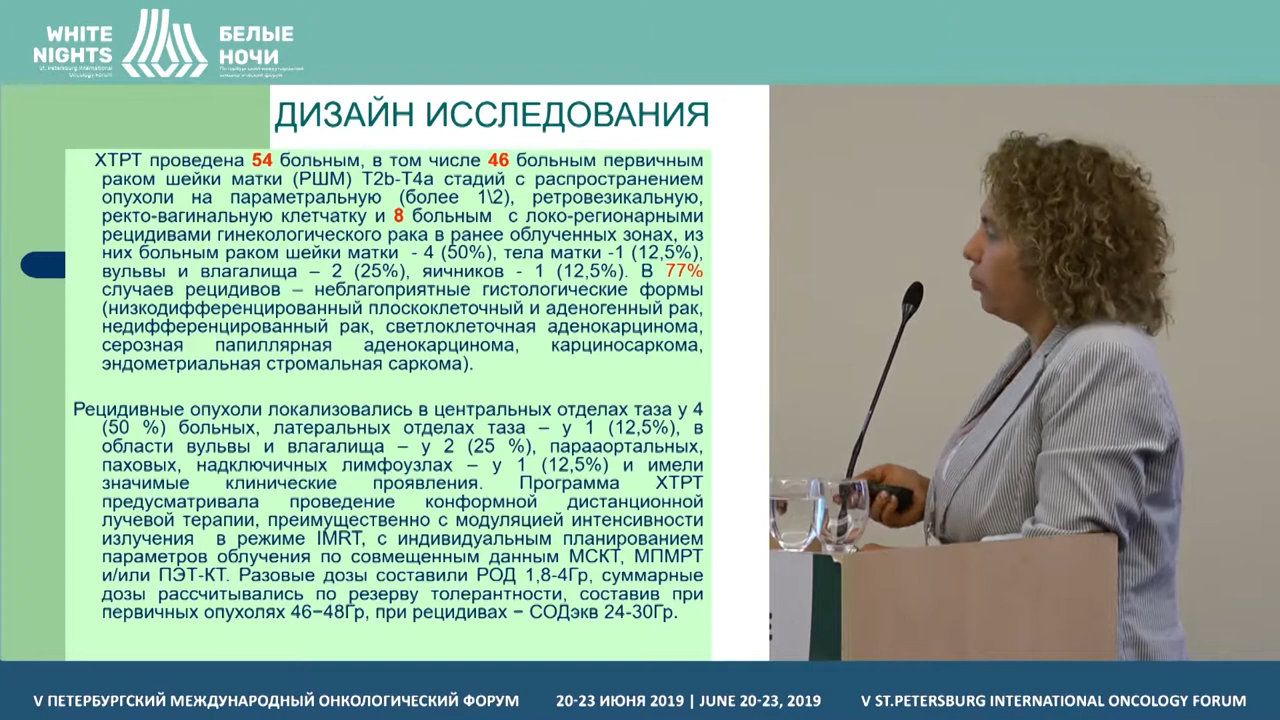 WHITE
NIGHTS
St. Petersburg International
Oncology Forum
БЕЛЫЕ
НОЧИ
Петербургский международный
онкологический форум
ДИЗАЙН ИССЛЕДОВАНИЯ
ХТРТ проведена 54 больным, в том числе 46 больным первичным
раком шейки матки (РШМ) T2b-T4a стадий с распространением
опухоли на параметральную (более 1\2), ретровезикальную,
ректо-вагинальную клетчатку и 8 больным с локо-регионарными
рецидивами гинекологического рака в ранее облученных зонах, из
них больным раком шейки матки - 4 (50%), тела матки -1 (12,5%),
вульвы и влагалища – 2 (25%), яичников - 1 (12,5%). В 77%
случаев рецидивов – неблагоприятные гистологические формы
(низкодифференцированный плоскоклеточный и аденогенный рак,
недифференцированный рак, светлоклеточная аденокарцинома,
серозная папиллярная аденокарцинома, карциносаркома,
эндометриальная стромальная саркома).
Рецидивные опухоли локализовались в центральных отделах таза у 4
(50 %) больных, латеральных отделах таза – у 1 (12,5%), в
области вульвы и влагалища – у 2 (25 %), парааортальных,
паховых, надключичных лимфоузлах – у 1 (12,5%) и имели
значимые клинические проявления. Программа ХТРТ
предусматривала проведение конформной дистанционной
лучевой терапии, преимущественно с модуляцией интенсивности
излучения в режиме IMRT, с индивидуальным планированием
параметров облучения по совмещенным данным МСКТ, МПМРТ
и/или ПЭТ-КТ. Разовые дозы составили РОД 1,8-4Гр, суммарные
дозы рассчитывались по резерву толерантности, составив при
первичных опухолях 46−48Гр, при рецидивах − СОДэкв 24-30Гр.
V ПЕТЕРБУРГСКИЙ МЕЖДУНАРОДНЫЙ ОНКОЛОГИЧЕСКИЙ ФОРУМ
20-23 ИЮНЯ 2019 | JUNE 20-23, 2019
V ST.PETERSBURG INTERNATIONAL ONCOLOGY FORUM